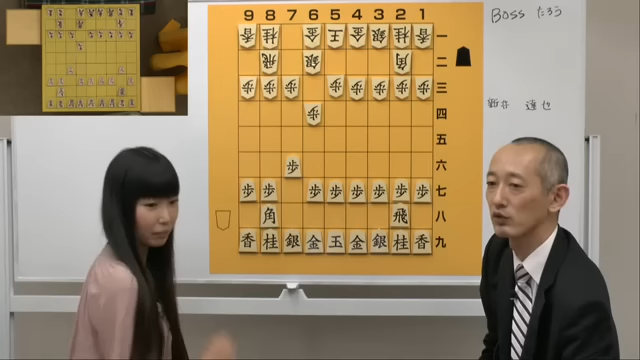 9 8 7 6 5 4 3 2 1
Boss たろう
香 桂 金 王 金 銀 桂 香 一
飛 銀 角 二
歩 歩 歩 歩 歩 歩 歩 歩 三
歩 四
五
歩 六
歩 歩 歩 歩 歩 歩 歩 歩 七
角 飛 八
香 桂 銀 金 玉 金 銀 桂 香 九